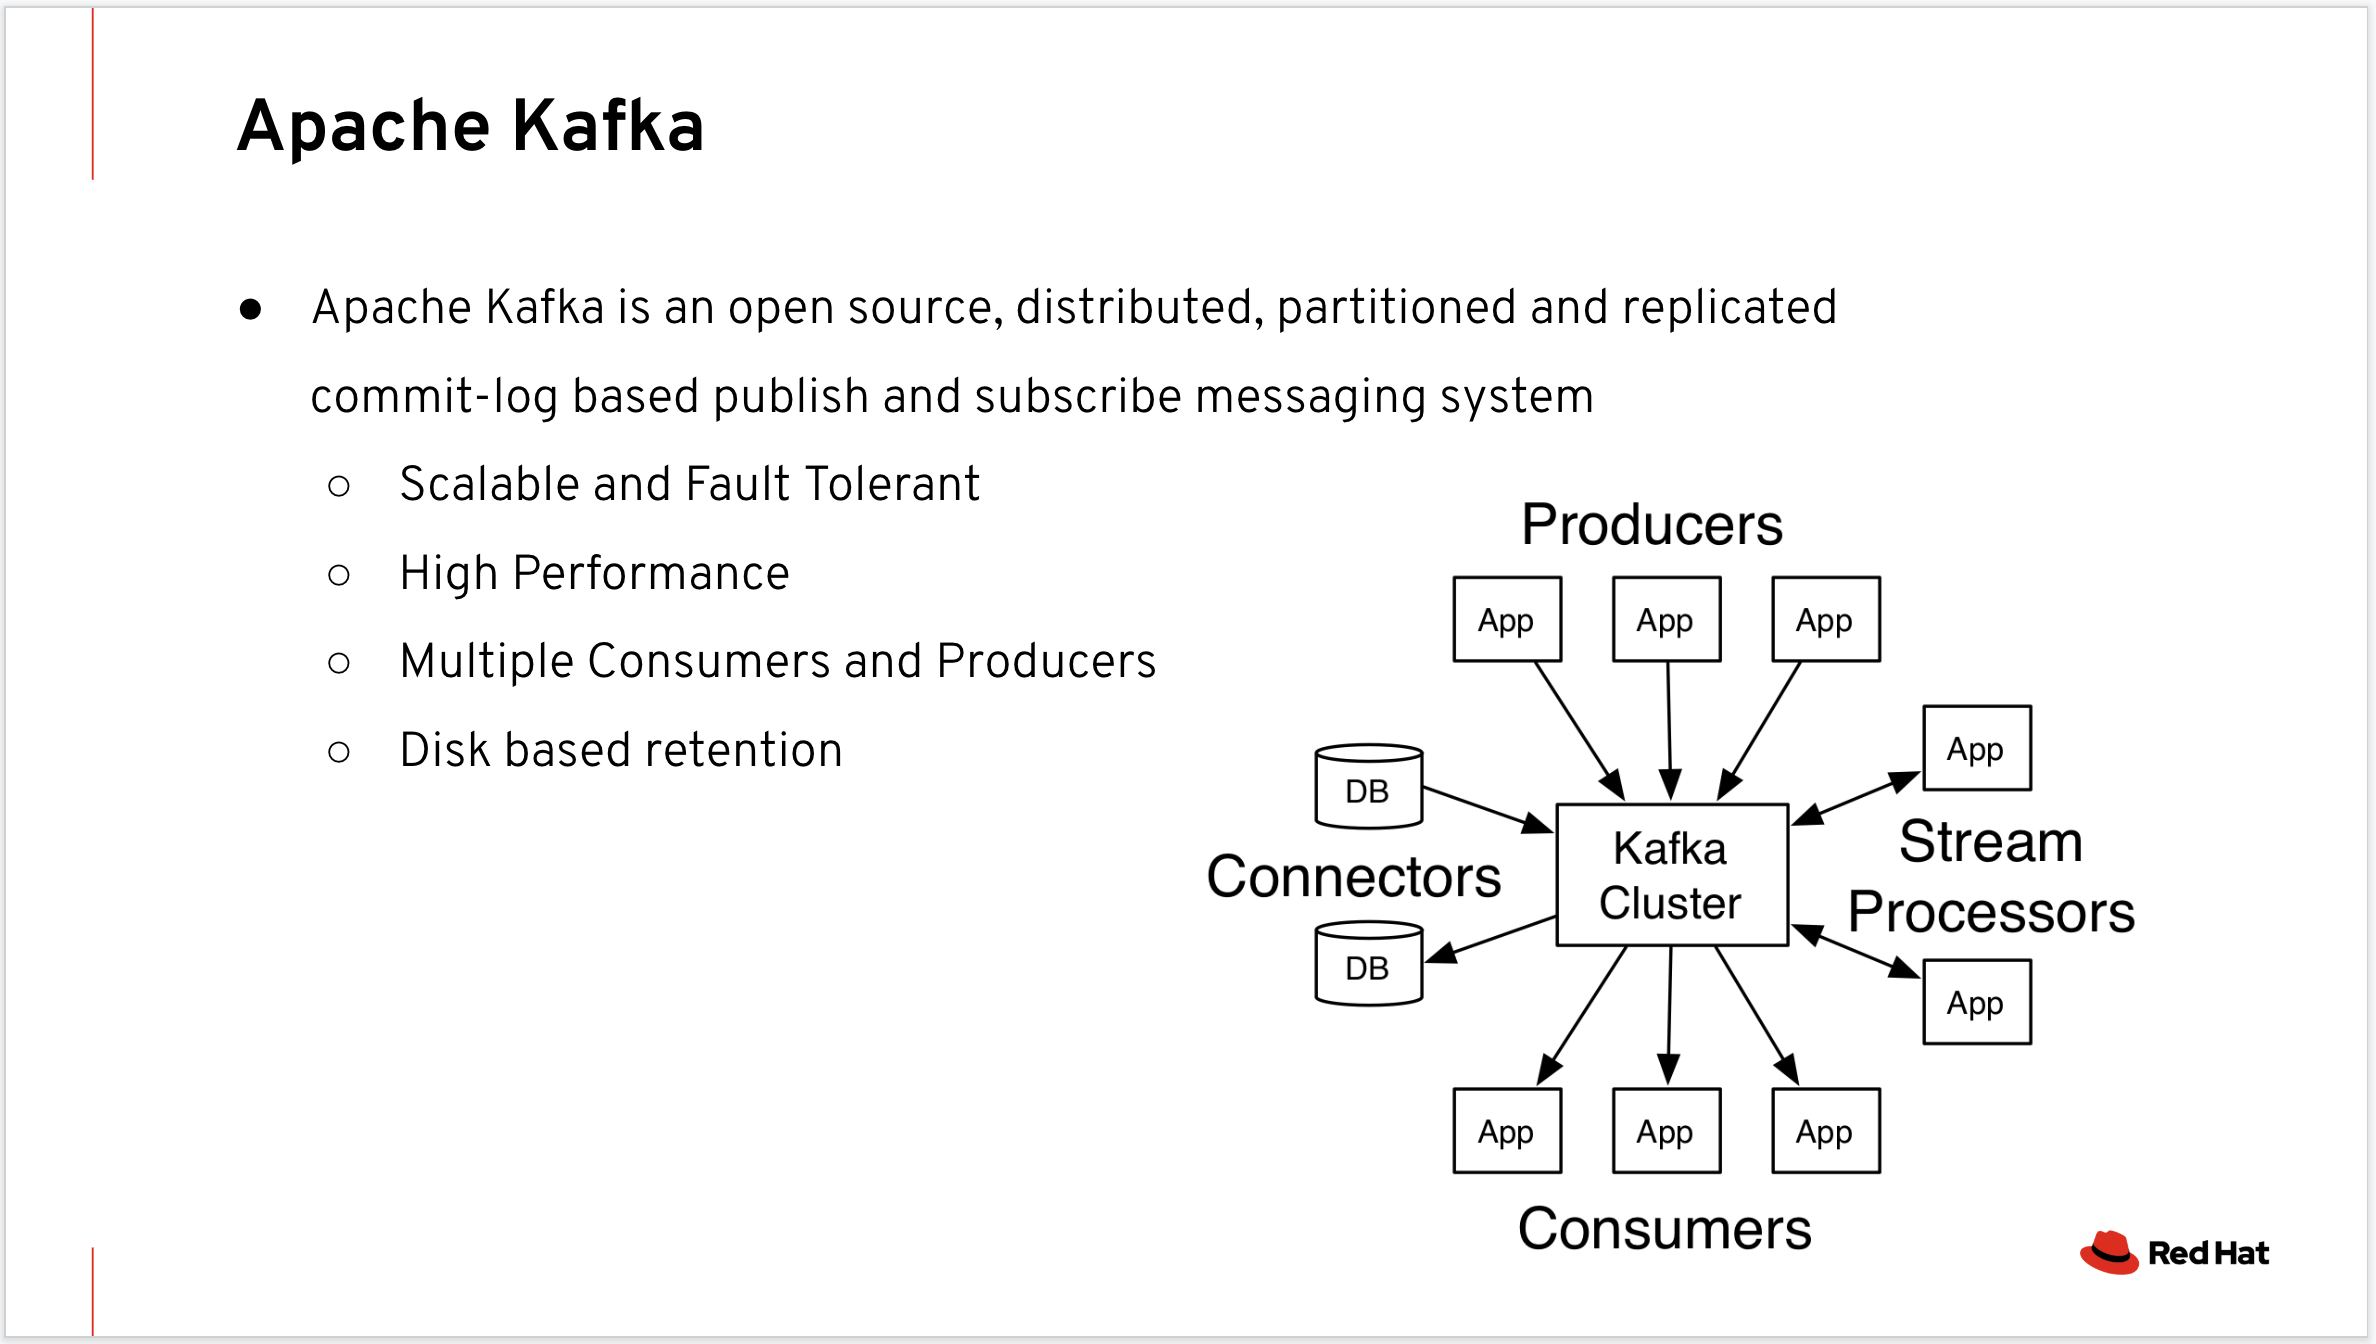 Apache Kafka
● Apache Kafka is an open source, distributed, partitioned and replicated
commit-log based publish and subscribe messaging system
○ Scalable and Fault Tolerant
○ High Performance
○ Multiple Consumers and Producers
○ Disk based retention
Producers
App App App
App
DB
Kafka
Cluster
Stream
Processors
Connectors
DB
App
App App App
Consumers
Red Hat